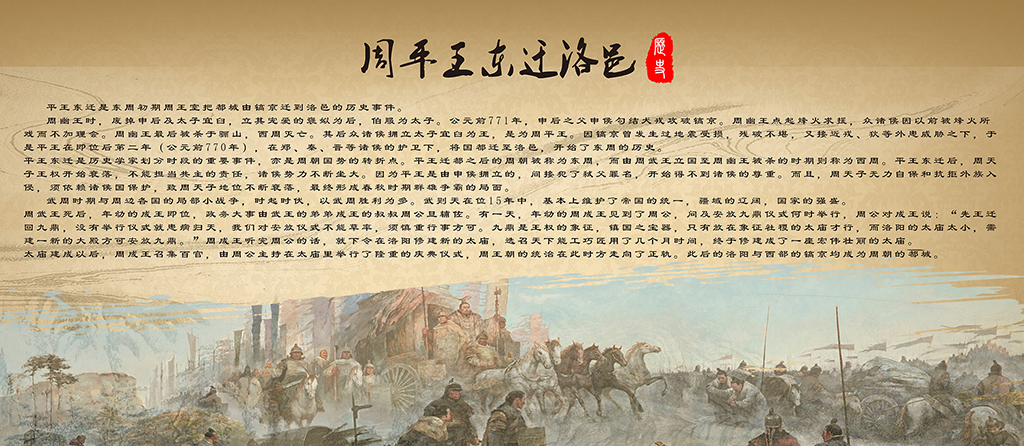 周平王东迁洛邑
历史
平王东迁是东周初期周王室把都城由镐京迁到洛邑的历史事件。
周幽王时,废掉申后及太子宜臼,立其宠爱的褒姒为后,伯服为太子。公元前771年,申后之父申侯勾结犬戎攻破镐京。周幽王点起烽火求援,众诸侯因以前被烽火所
戏而不加理会。周幽王最后被杀于骊山,西周灭亡。其后众诸侯拥立太子宜臼为王,是为周平王。因镐京曾发生过地震受损,残破不堪,又接近戎、狄等外患威胁之下,于
是平王在即位后第二年(公元前770年),在郑、秦、晋等诸侯的护卫下,将国都迁至洛邑,开始了东周的历史。
平王东迁是历史学家划分时段的重要事件,亦是周朝国势的转折点。平王迁都之后的周朝被称为东周,而由周武王立国至周幽王被杀的时期则称为西周。平王东迁后,周天
子王权开始衰落,不能担当共主的责任,诸侯势力不断坐大。因为平王是由申侯拥立的,间接犯了弑父罪名,开始得不到诸侯的尊重。而且,周天子无力自保和抗拒外族入
侵,须依赖诸侯国保护,致周天子地位不断衰落,最终形成春秋时期群雄争霸的局面。
武周时期与周边各国的局部小战争,时起时伏,以武周胜利为多。武则天在位15年中,基本上维护了帝国的统一,疆域的辽阔,国家的强盛。
周武王死后,年幼的成王即位,政务大事由武王的弟弟成王的叔叔周公旦辅佐。有一天,年幼的周成王见到了周公,问及安放九鼎仪式何时举行,周公对成王说:“先王迁
回九鼎,没有举行仪式就患病归天,我们对安放仪式不能草率,须慎重行事方可。九鼎是王权的象征,镇国之宝器,只有放在象征社稷的太庙才行,而洛阳的太庙太小,需
建一新的大殿方可安放九鼎。”周成王听完周公的话,就下令在洛阳修建新的太庙,选召天下能工巧匠用了几个月时间,终于修建成了一座宏伟壮丽的太庙。
太庙建成以后,周成王召集百官,由周公主持在太庙里举行了隆重的庆典仪式,周王朝的统治在此时方走向了正轨。此后的洛阳与西部的镐京均成为周朝的都城。